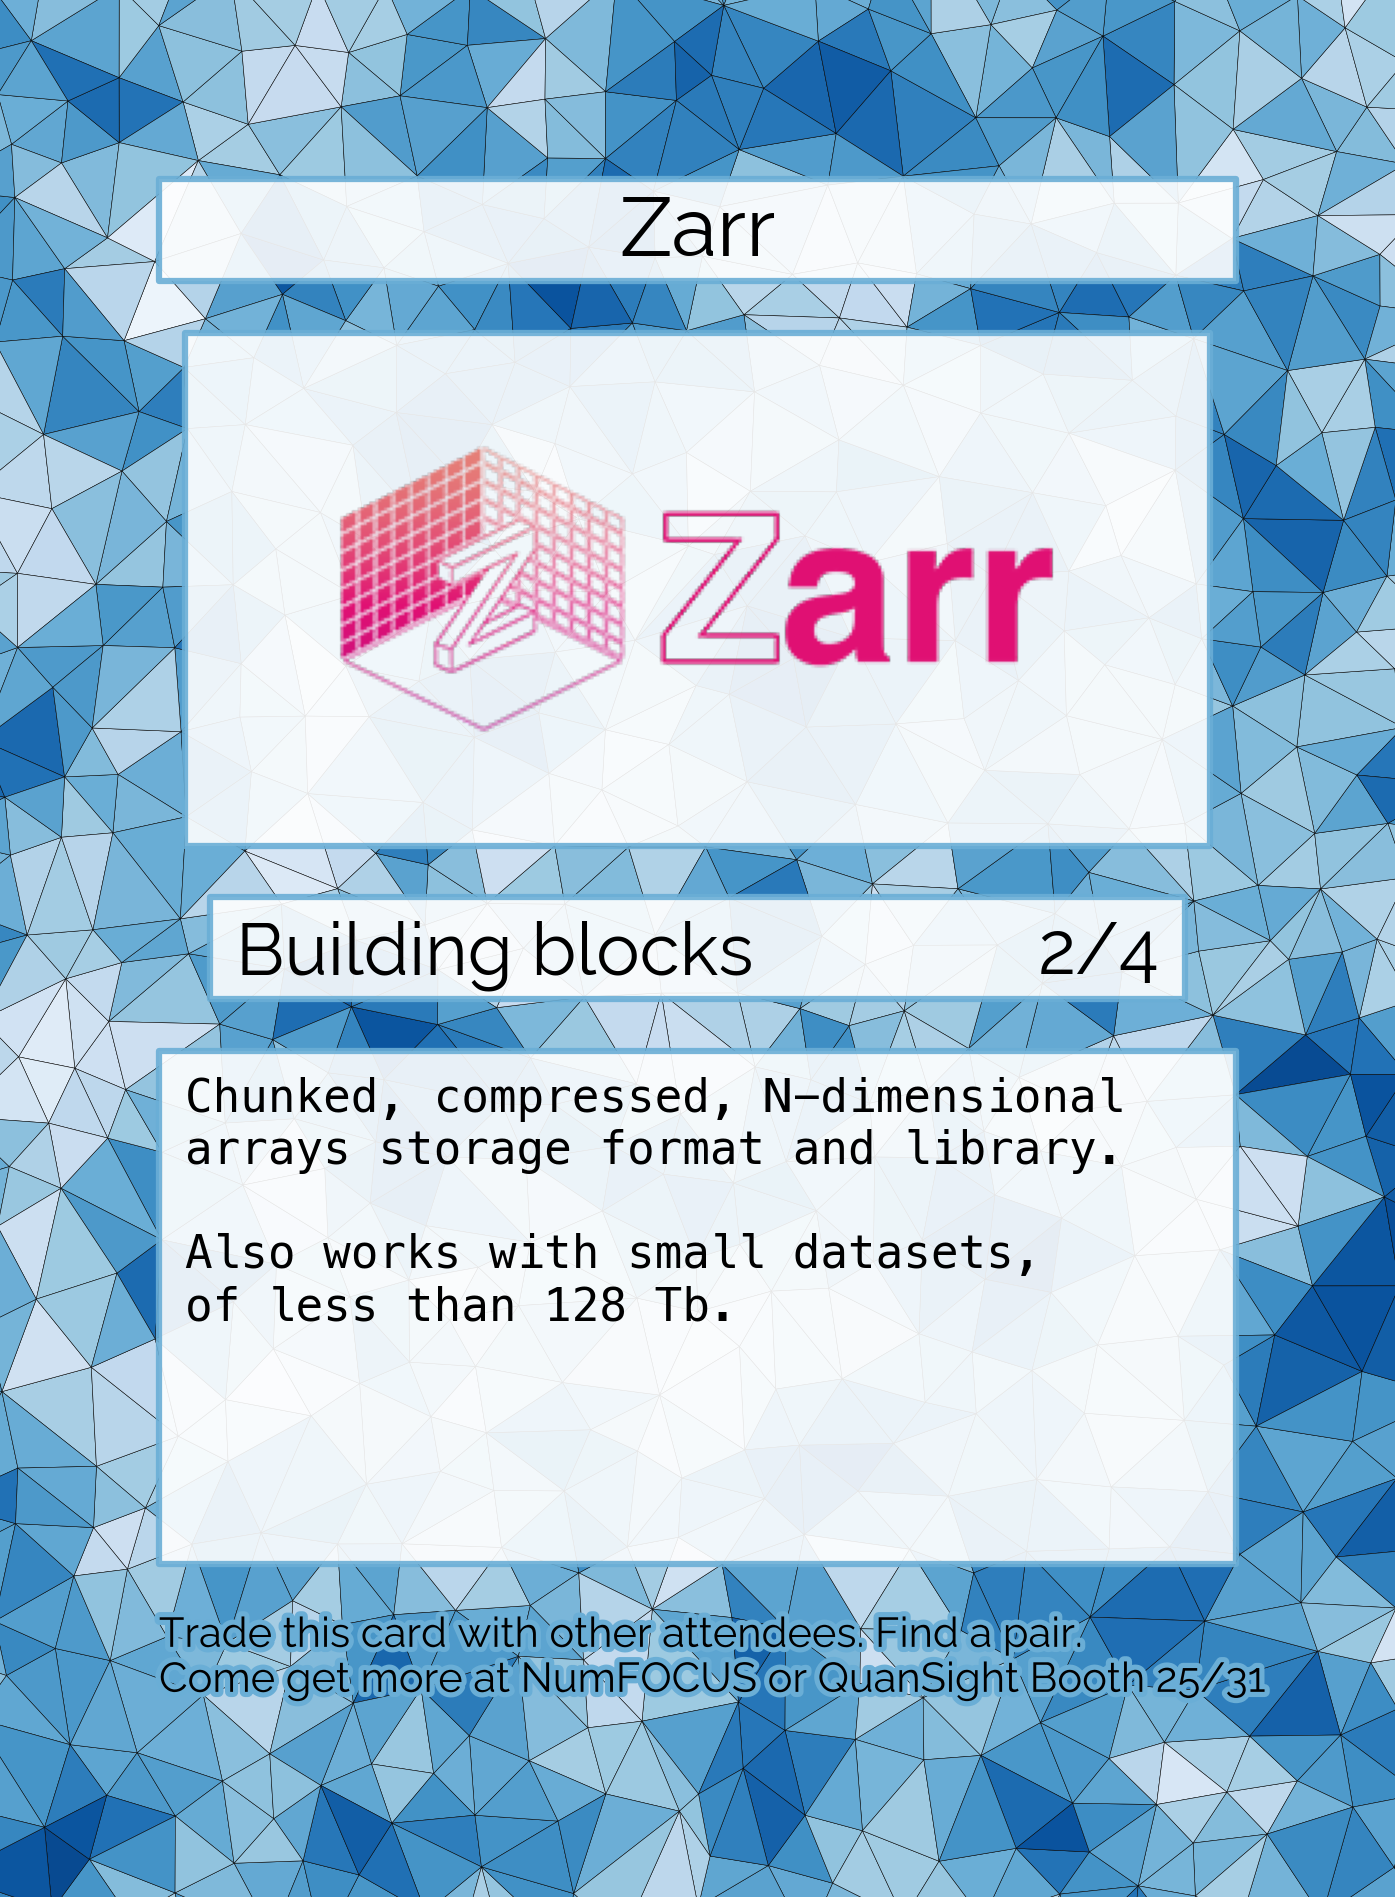 Zarr
Zarr
Building blocks 2/4
Chunked, compressed, N-dimensional
arrays storage format and library.
Also works with small datasets,
of less than 128 Tb.
Trade this card with other attendees. Find a pair.
Come get more at NumFOCUS or QuanSight Booth 25/31